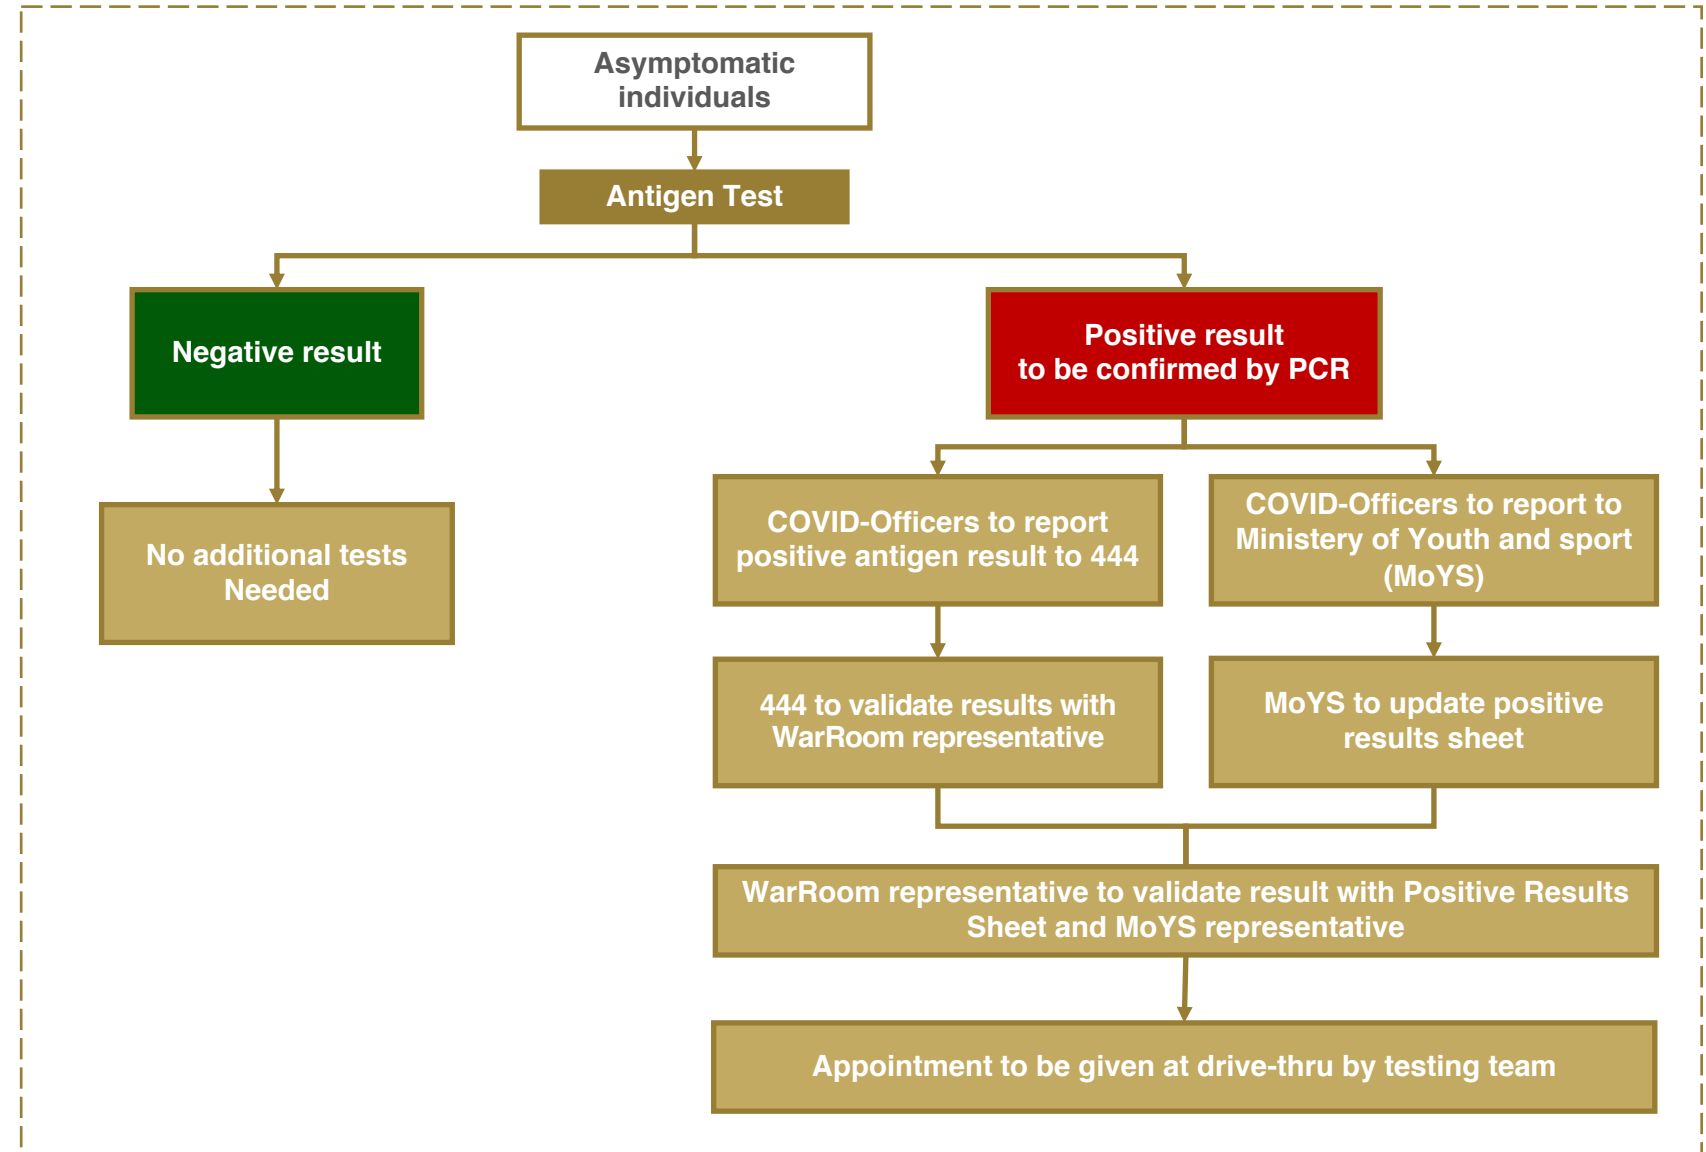 Asymptomatic
individuals
Antigen Test
Negative result
Positive result
to be confirmed by PCR
No additional tests
Needed
COVID-Officers to report
positive antigen result to 444
COVID-Officers to report to
Ministery of Youth and sport
(MoYS)
444 to validate results with
WarRoom representative
MoYS to update positive
results sheet
WarRoom representative to validate result with Positive Results
Sheet and MoYS representative
Appointment to be given at drive-thru by testing team